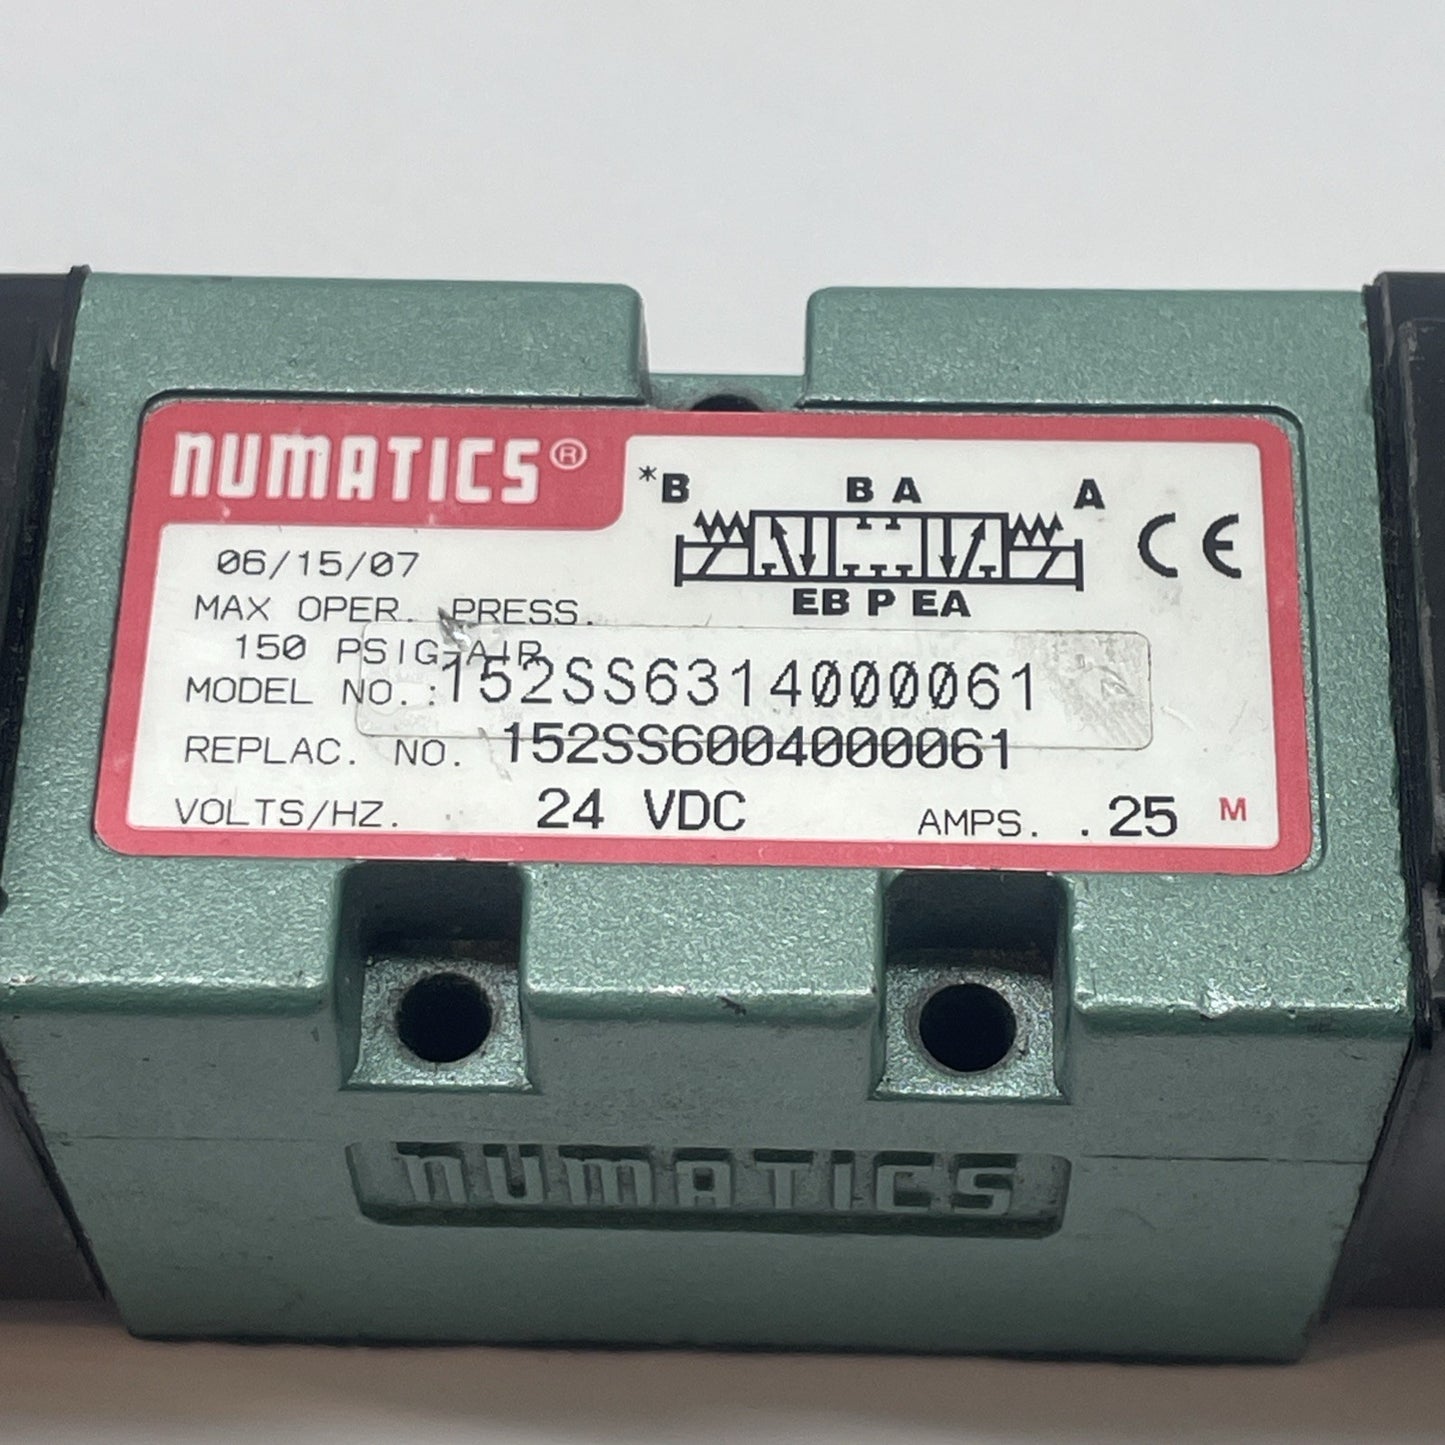 NUMATICS®
*B B A A
CE
EB P EA
06/15/07
MAX OPER. PRESS.
150 PSIG-AIR
MODEL NO.: 152SS6314000061
REPLAC. NO. 152SS6004000061
VOLTS/HZ. 24 VDC AMPS. .25 M
NUMATICS